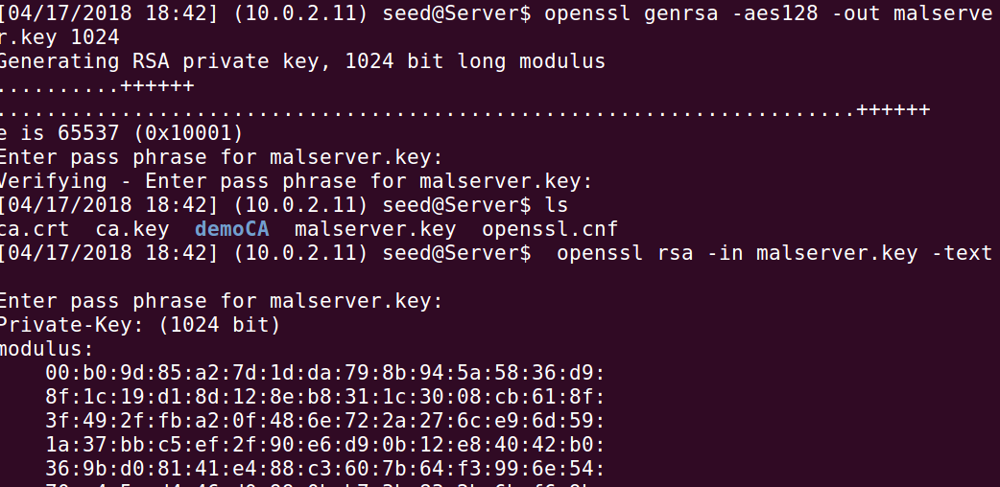 [04/17/2018 18:42] (10.0.2.11) seed@Server$ openssl genrsa -aes128 -out malserve
r.key 1024
Generating RSA private key, 1024 bit long modulus
..........++++++
.....................................................................++++++
e is 65537 (0x10001)
Enter pass phrase for malserver.key:
Verifying - Enter pass phrase for malserver.key:
[04/17/2018 18:42] (10.0.2.11) seed@Server$ ls
ca.crt  ca.key  demoCA  malserver.key  openssl.cnf
[04/17/2018 18:42] (10.0.2.11) seed@Server$  openssl rsa -in malserver.key -text
Enter pass phrase for malserver.key:
Private-Key: (1024 bit)
modulus:
    00:b0:9d:85:a2:7d:1d:da:79:8b:94:5a:58:36:d9:
    8f:1c:19:d1:8d:12:8e:b8:31:1c:30:08:cb:61:8f:
    3f:49:2f:fb:a2:0f:48:6e:72:2a:27:6c:e9:6d:59:
    1a:37:bb:c5:ef:2f:90:e6:d9:0b:12:e8:40:42:b0:
    36:9b:d0:81:41:e4:88:c3:60:7b:64:f3:99:6e:54: